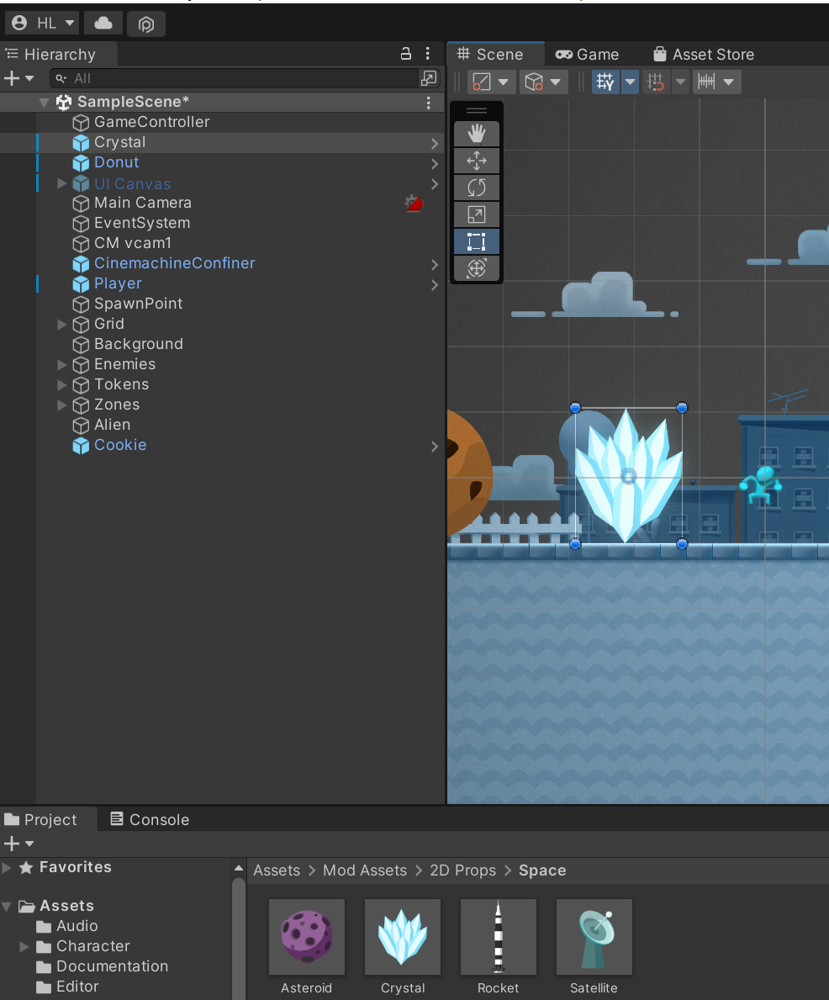 HL
Hierarchy
Scene
Game
Asset Store
All
SampleScene*
GameController
Crystal
Donut
UI Canvas
Main Camera
EventSystem
CM vcam1
CinemachineConfiner
Player
SpawnPoint
Grid
Background
Enemies
Tokens
Zones
Alien
Cookie
Project
Console
Favorites
Assets > Mod Assets > 2D Props > Space
Assets
Audio
Character
Documentation
Editor
Asteroid
Crystal
Rocket
Satellite